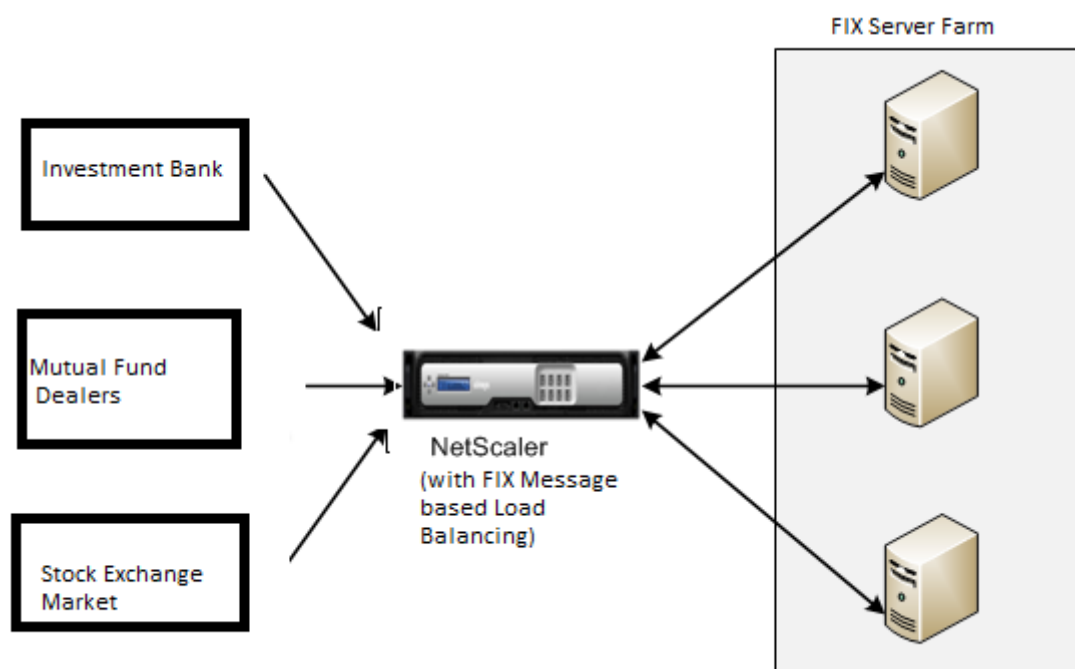 FIX Server Farm
Investment Bank
Mutual Fund
Dealers
Stock Exchange
Market
NetScaler
(with FIX Message
based Load
Balancing)